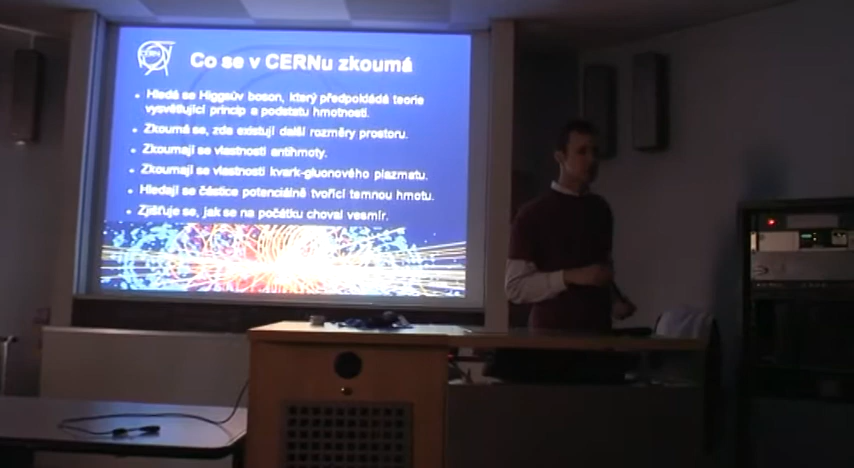 CERN
Co se v CERNu zkoumá
Hledá se Higgsův boson, který předpokládá teorie
vysvětlující princip a podstatu hmotnosti.
Zkoumá se, zda existují další rozměry prostoru.
Zkoumají se vlastnosti antihmoty.
Zkoumají se vlastnosti kvark-gluonového plazmatu.
Hledají se částice potenciálně tvořící temnou hmotu.
Zjišťuje se, jak se na počátku choval vesmír.